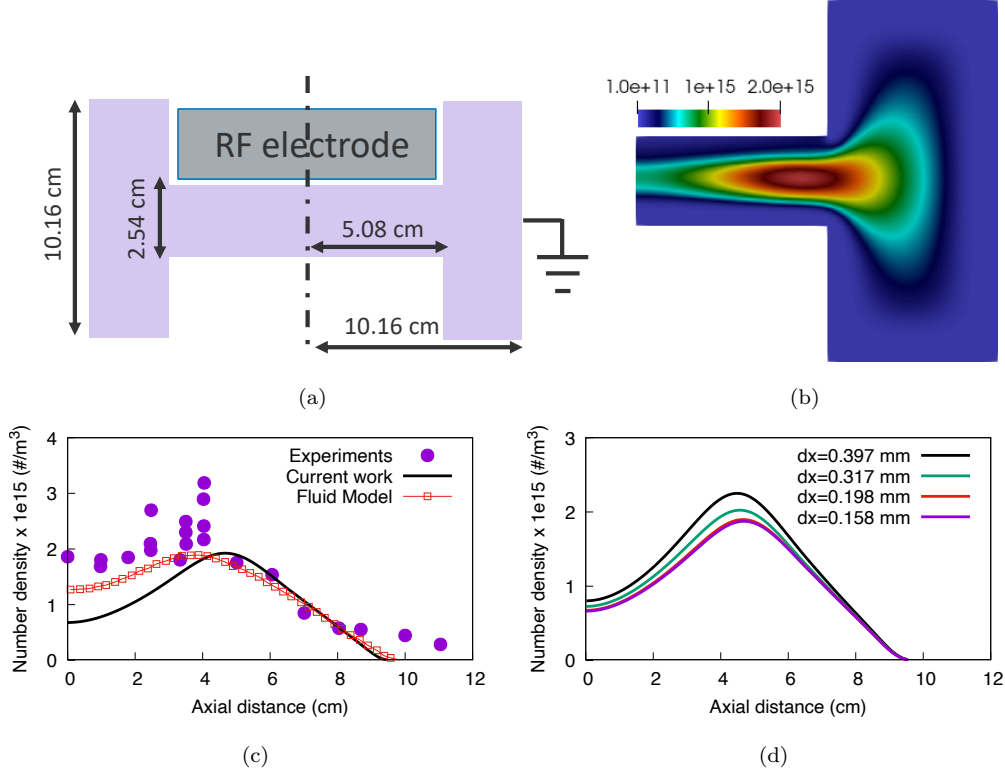 RF electrode
10.16 cm
2.54 cm
5.08 cm
10.16 cm
(a)
1.0e+11 1e+15 2.0e+15
(b)
Number density x 1e15 (#/m³)
4
3
2
1
0
Experiments
Current work
Fluid Model
0 2 4 6 8 10 12
Axial distance (cm)
(c)
Number density x 1e15 (#/m³)
3
2
1
0
dx=0.397 mm
dx=0.317 mm
dx=0.198 mm
dx=0.158 mm
0 2 4 6 8 10 12
Axial distance (cm)
(d)